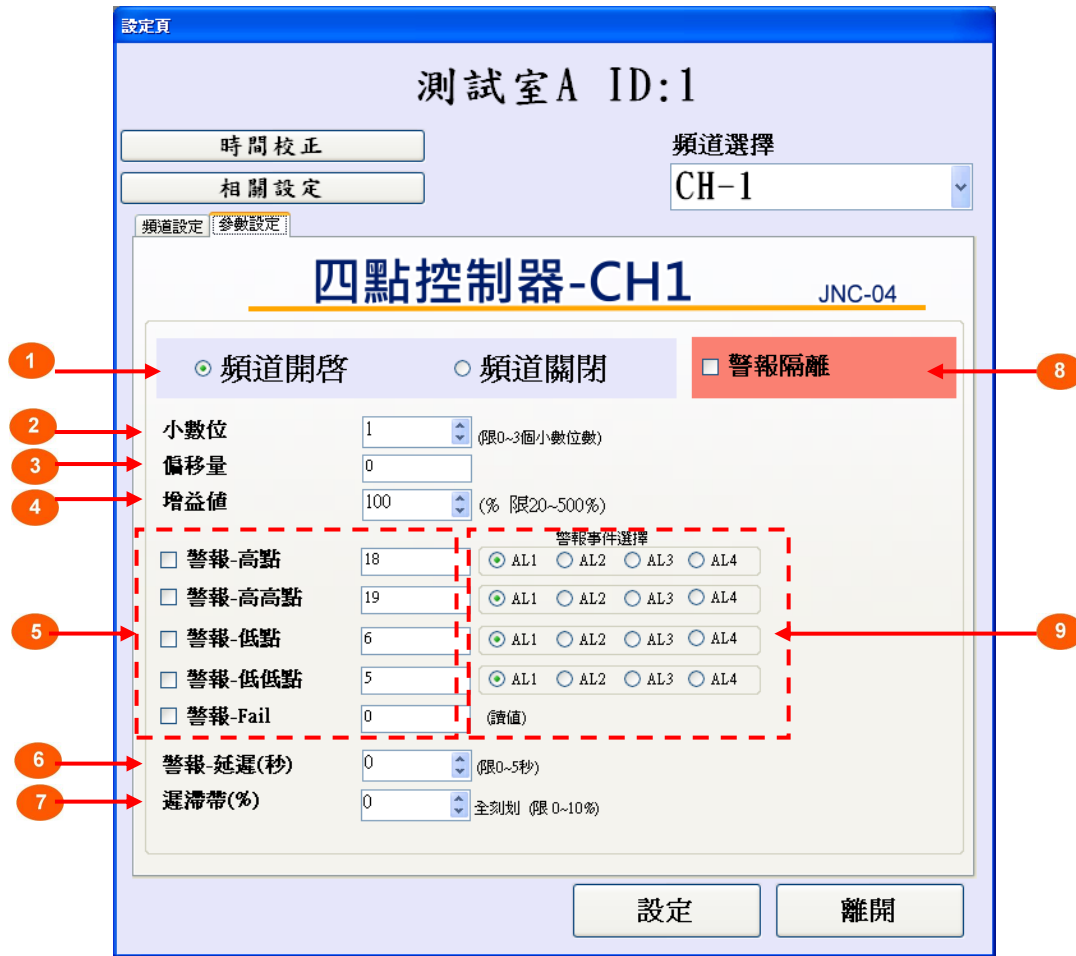 設定頁
測試室A ID:1
時間校正
頻道選擇
相關設定
CH-1
頻道設定 參數設定
四點控制器-CH1 JNC-04
1 頻道開啓 頻道關閉 警報隔離 8
2 小數位 1 (限0~3個小數位數)
3 偏移量 0
4 增益値 100 (% 限20~500%)
警報事件選擇
警報-高點 18 AL1 AL2 AL3 AL4
警報-高高點 19 AL1 AL2 AL3 AL4
5 警報-低點 6 AL1 AL2 AL3 AL4 9
警報-低低點 5 AL1 AL2 AL3 AL4
警報-Fail 0 (讀值)
6 警報-延遲(秒) 0 (限0~5秒)
7 遲滯帶(%) 0 全刻划 (限 0~10%)
設定 離開